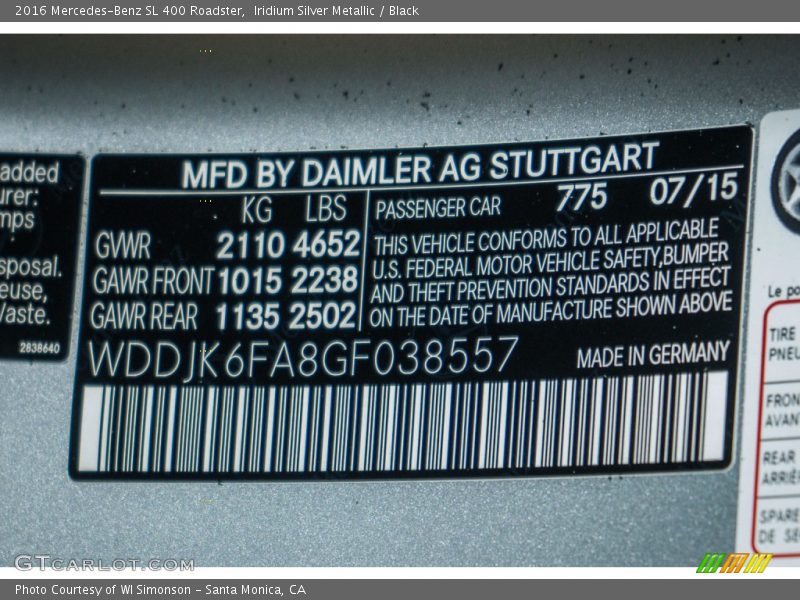 2016 Mercedes-Benz SL 400 Roadster,  Iridium Silver Metallic / Black
added
urer:
mps
sposal.
euse,
Vaste.
2838640
MFD BY DAIMLER AG STUTTGART
KG LBS
GVWR 2110 4652
GAWR FRONT 1015 2238
GAWR REAR 1135 2502
PASSENGER CAR 775 07/15
THIS VEHICLE CONFORMS TO ALL APPLICABLE
U.S. FEDERAL MOTOR VEHICLE SAFETY,BUMPER
AND THEFT PREVENTION STANDARDS IN EFFECT
ON THE DATE OF MANUFACTURE SHOWN ABOVE
WDDJK6FA8GF038557 MADE IN GERMANY
Le po
TIRE
PNEU
FRON
AVAN
REAR
ARRIÈ
SPARE
DE SE
GTCARLOT.COM
Photo Courtesy of WI Simonson - Santa Monica, CA